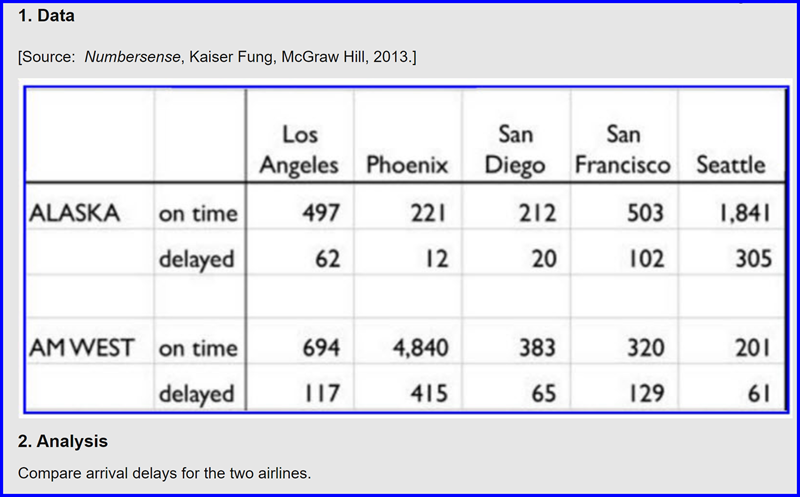 1. Data
[Source: Numbersense, Kaiser Fung, McGraw Hill, 2013.]
Los Angeles Phoenix San Diego San Francisco Seattle
ALASKA on time 497 221 212 503 1,841
delayed 62 12 20 102 305
AM WEST on time 694 4,840 383 320 201
delayed 117 415 65 129 61
2. Analysis
Compare arrival delays for the two airlines.